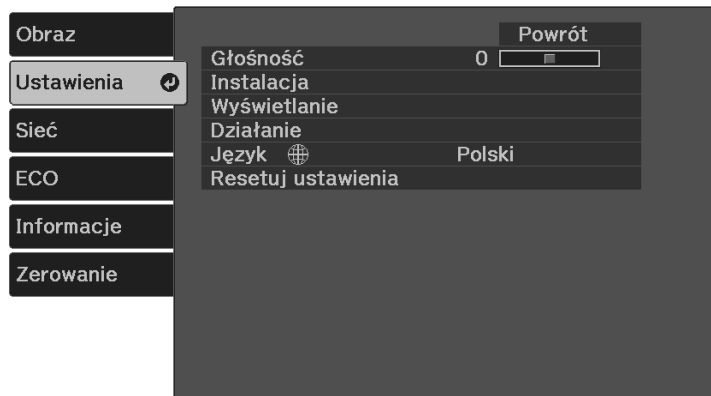 Obraz
Ustawienia
Sieć
ECO
Informacje
Zerowanie
Powrót
Głośność 0
Instalacja
Wyświetlanie
Działanie
Język Polski
Resetuj ustawienia